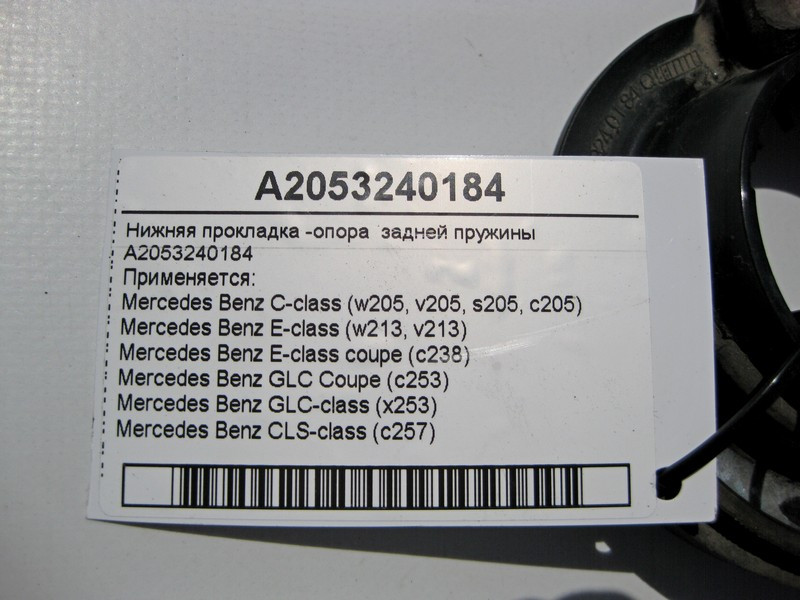 A2053240184
Нижняя прокладка -опора задней пружины
A2053240184
Применяется:
Mercedes Benz C-class (w205, v205, s205, c205)
Mercedes Benz E-class (w213, v213)
Mercedes Benz E-class coupe (c238)
Mercedes Benz GLC Coupe (c253)
Mercedes Benz GLC-class (x253)
Mercedes Benz CLS-class (c257)